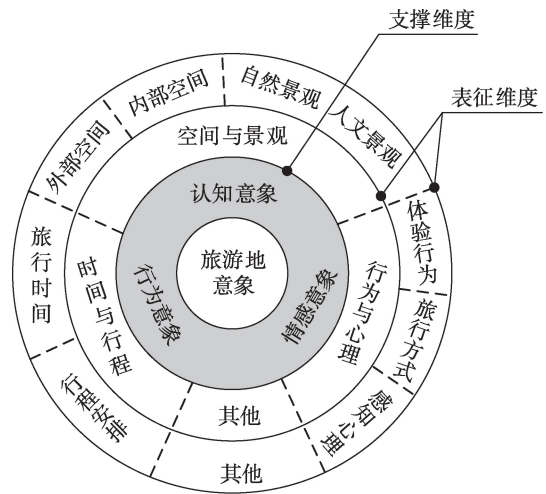 支撑维度
表征维度
外部空间
内部空间
自然景观
人文景观
空间与景观
认知意象
旅游地
意象
行为意象
情感意象
时间与行程
行为与心理
旅行时间
体验行为
旅行方式
感知心理
行程安排
其他
其他